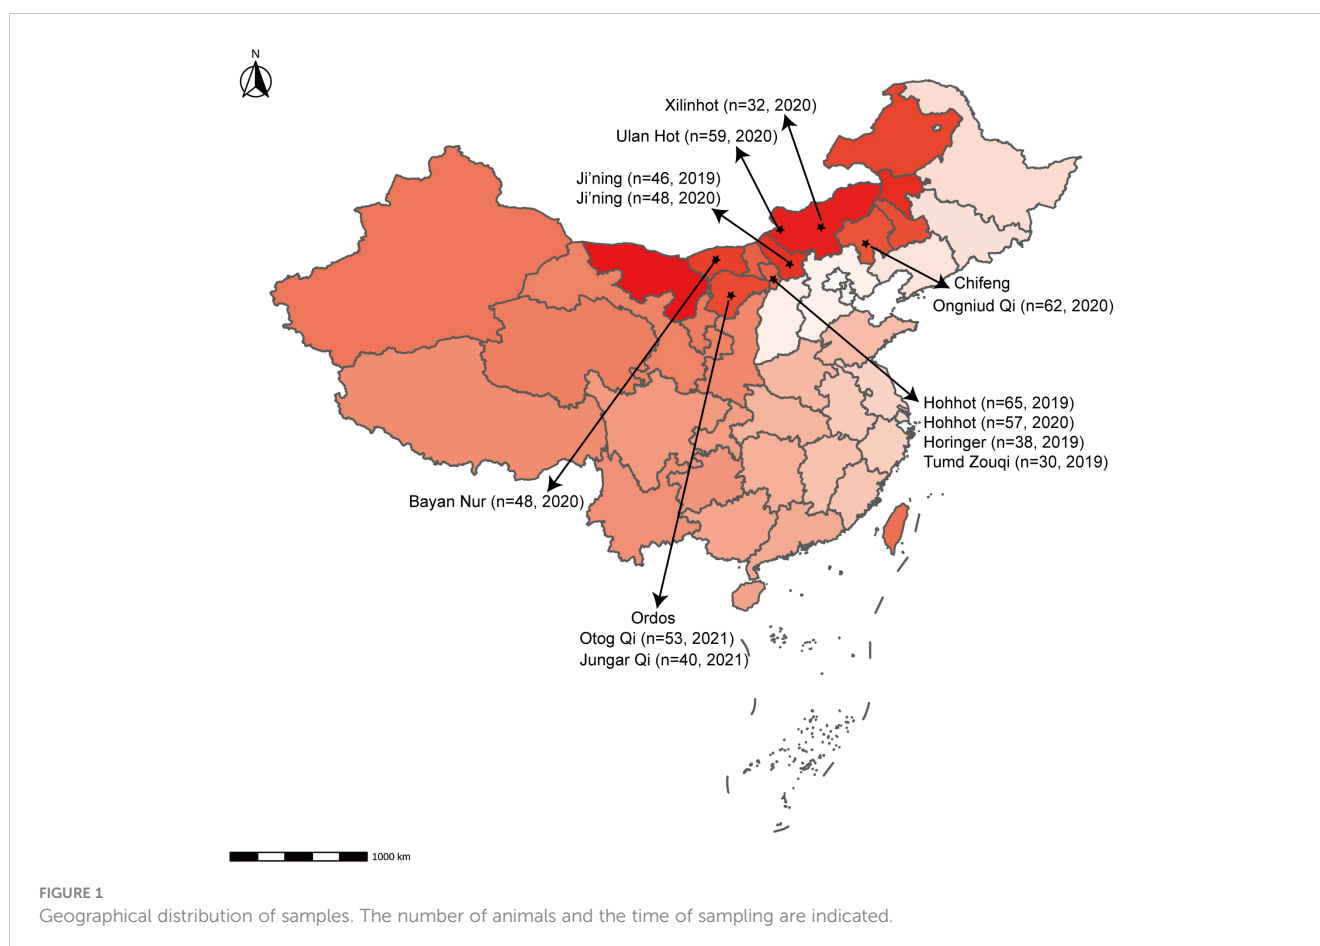 N
Xilinhot (n=32, 2020)
Ulan Hot (n=59, 2020)
Ji'ning (n=46, 2019)
Ji'ning (n=48, 2020)
Chifeng
Ongniud Qi (n=62, 2020)
Hohhot (n=65, 2019)
Hohhot (n=57, 2020)
Horinger (n=38, 2019)
Tumd Zouqi (n=30, 2019)
Bayan Nur (n=48, 2020)
Ordos
Otog Qi (n=53, 2021)
Jungar Qi (n=40, 2021)
1000 km
FIGURE 1
Geographical distribution of samples. The number of animals and the time of sampling are indicated.